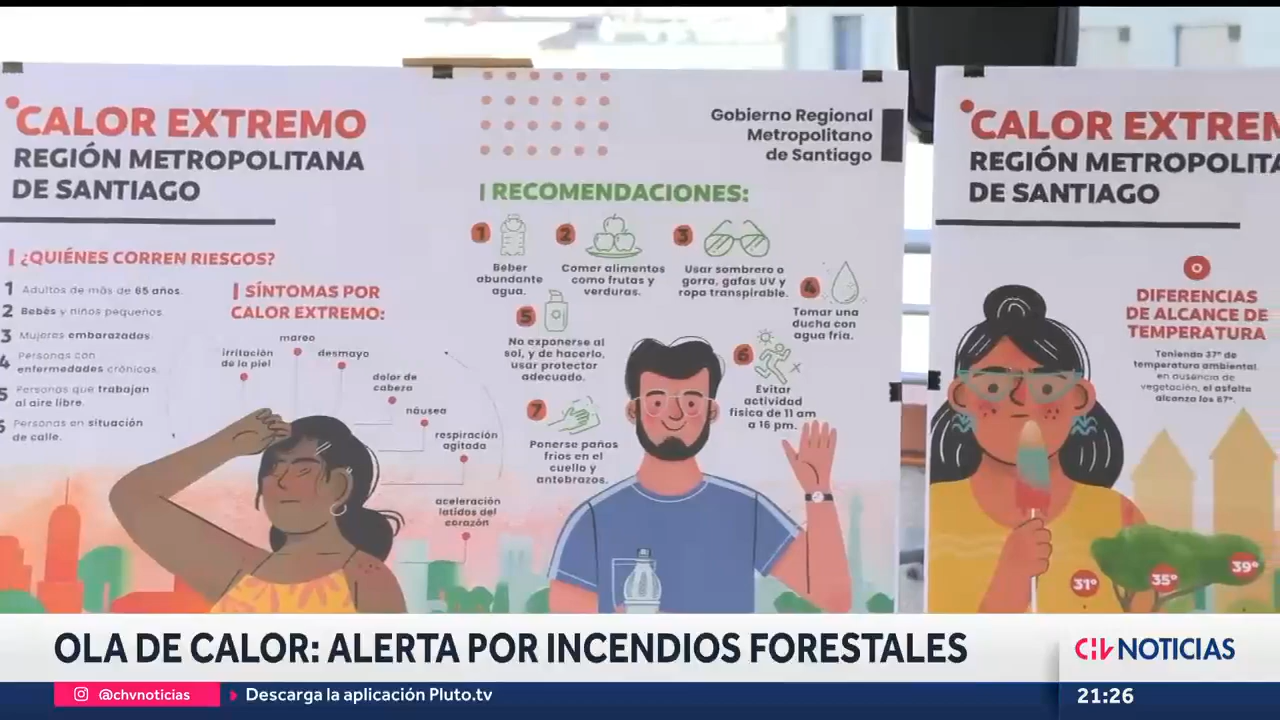 CALOR EXTREMO
REGIÓN METROPOLITANA
DE SANTIAGO
¿QUIÉNES CORREN RIESGOS?
1 Adultos de más de 65 años.
2 Bebés y niños pequeños.
3 Mujeres embarazadas.
4 Personas con
enfermedades crónicas.
5 Personas que trabajan
al aire libre.
6 Personas en situación
de calle.
SÍNTOMAS POR
CALOR EXTREMO:
irritación
de la piel
mareo
desmayo
dolor de
cabeza
náusea
respiración
agitada
aceleración
latidos del
corazón
Gobierno Regional
Metropolitano
de Santiago
RECOMENDACIONES:
1
Beber
abundante
agua.
2
Comer alimentos
como frutas y
verduras.
3
Usar sombrero o
gorra, gafas UV y
ropa transpirable.
4
Tomar una
ducha con
agua fría.
5
No exponerse al
sol, y de hacerlo,
usar protector
adecuado.
6
Evitar
actividad
física de 11 am
a 16 pm.
7
Ponerse paños
fríos en el
cuello y
antebrazos.
CALOR EXTREM
REGIÓN METROPOLITA
DE SANTIAGO
DIFERENCIAS
DE ALCANCE DE
TEMPERATURA
Teniendo 37° de
temperatura ambiental,
en ausencia de
vegetación, el asfalto
alcanza los 67°.
31°
35°
39°
OLA DE CALOR: ALERTA POR INCENDIOS FORESTALES
CHV NOTICIAS
@chvnoticias
Descarga la aplicación Pluto.tv
21:26